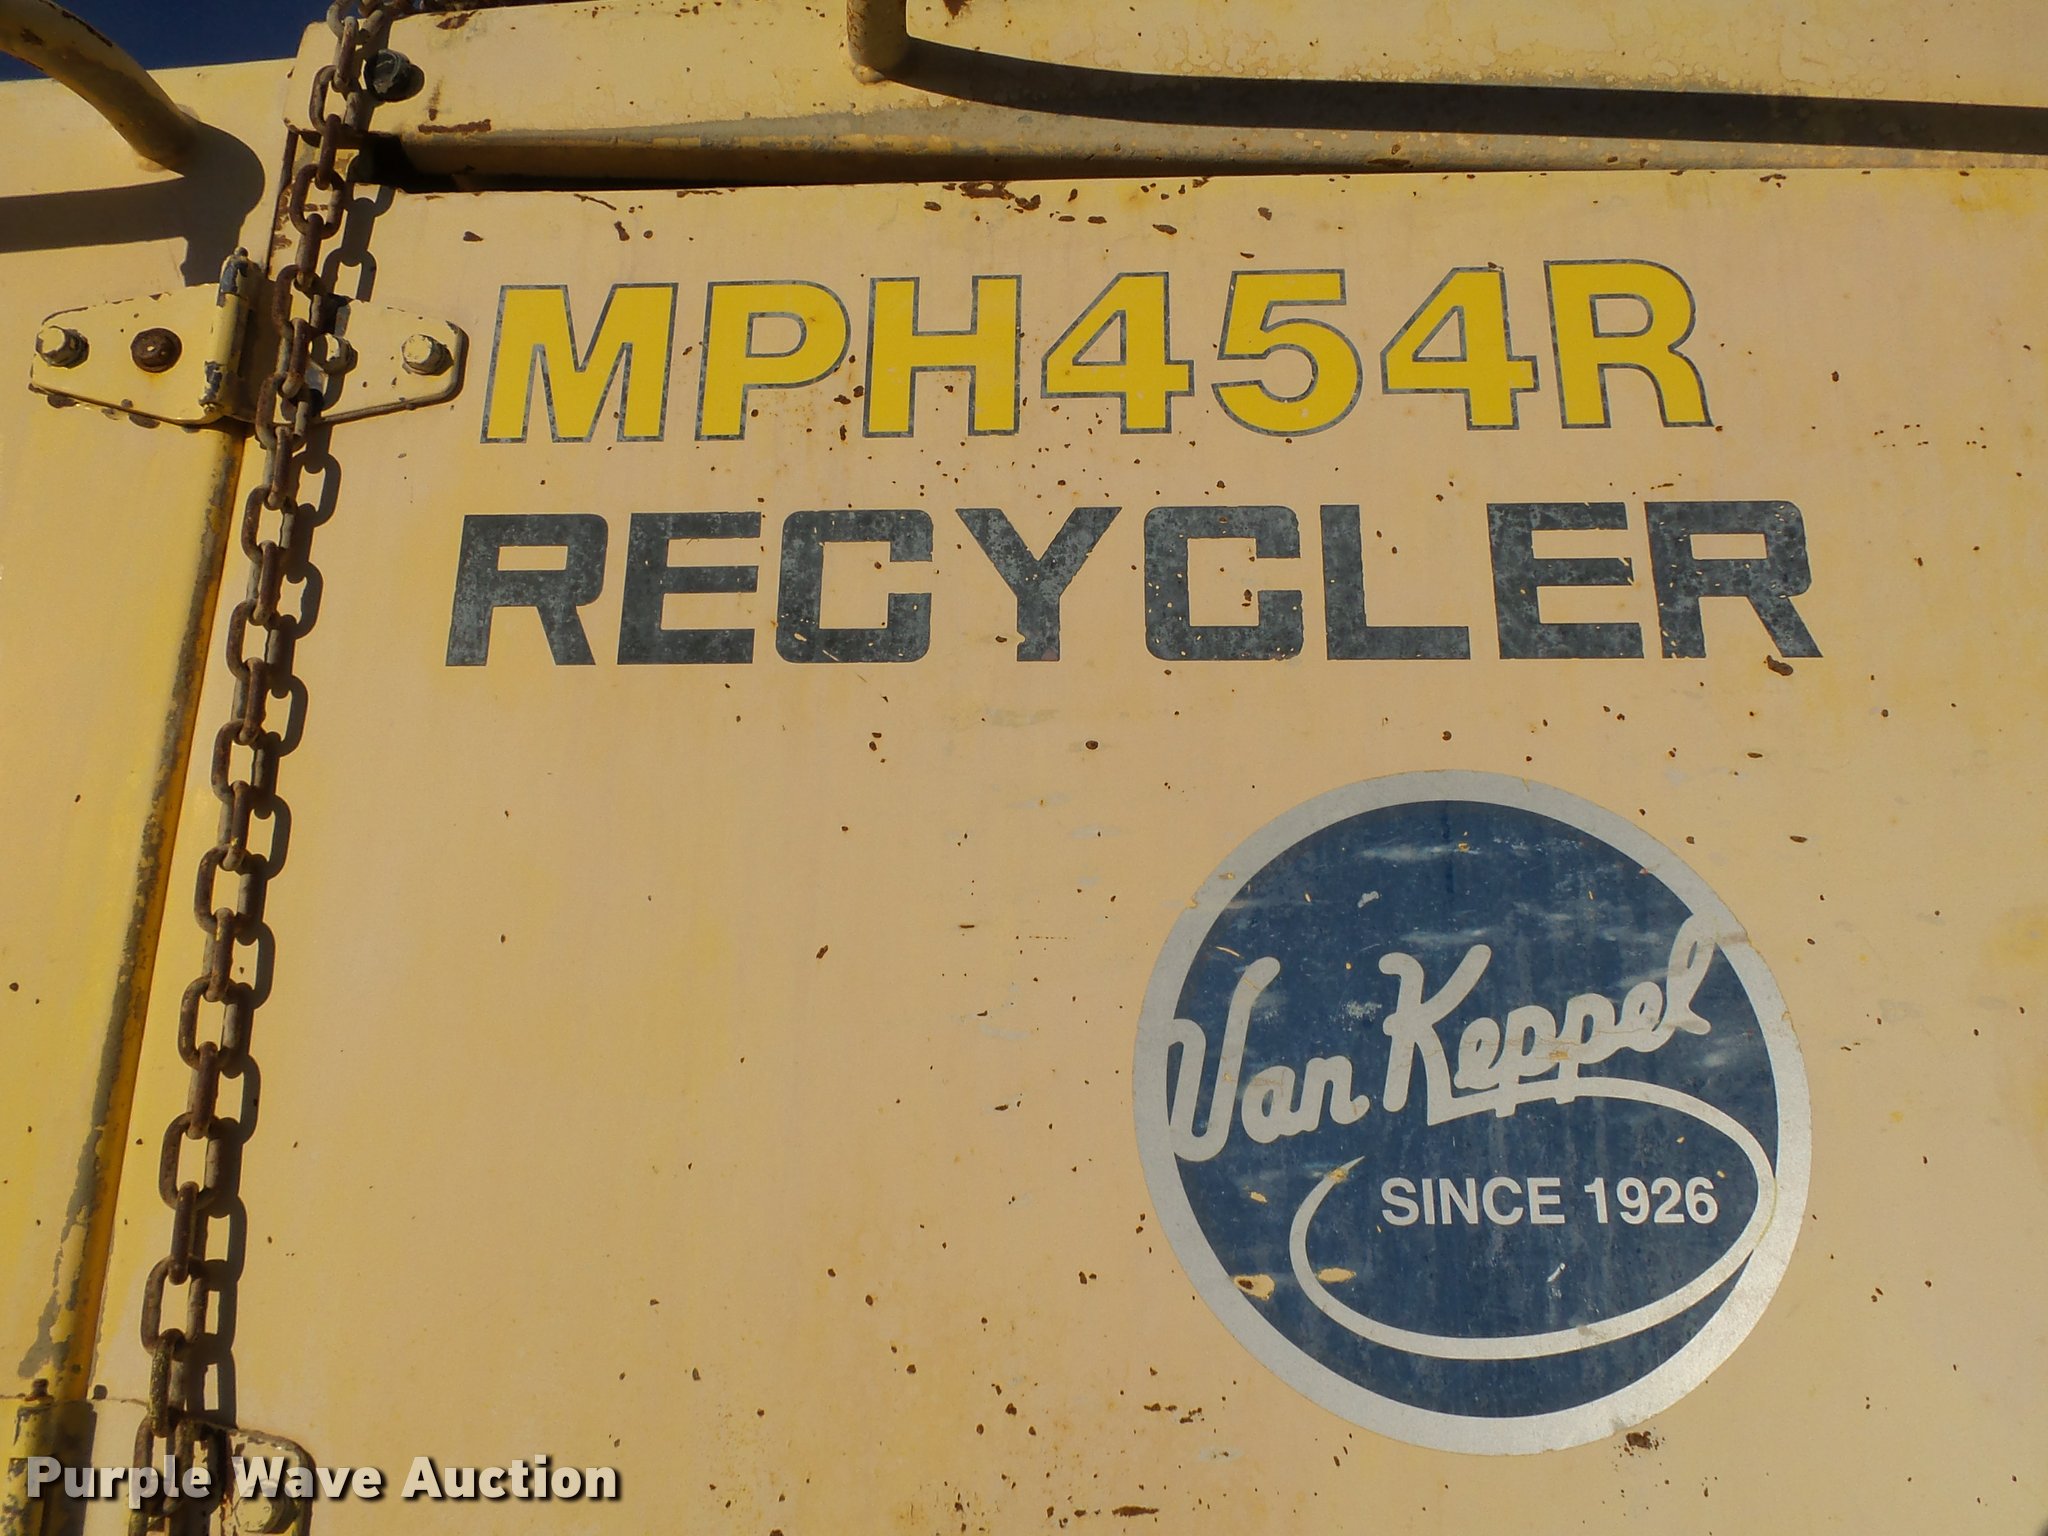 MPH454R
RECYCLER
Van Keppel
SINCE 1926
Purple Wave Auction